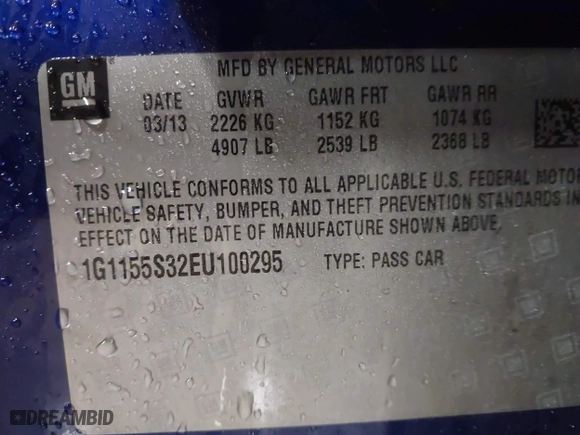 GM
MFD BY GENERAL MOTORS LLC
DATE GVWR GAWR FRT GAWR RR
03/13 2226 KG 1152 KG 1074 KG
4907 LB 2539 LB 2368 LB
THIS VEHICLE CONFORMS TO ALL APPLICABLE U.S. FEDERAL MOTOR
VEHICLE SAFETY, BUMPER, AND THEFT PREVENTION STANDARDS IN
EFFECT ON THE DATE OF MANUFACTURE SHOWN ABOVE.
1G1155S32EU100295 TYPE: PASS CAR
DREAMBID